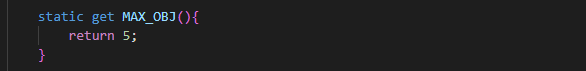 static get MAX_OBJ(){
    return 5;
}